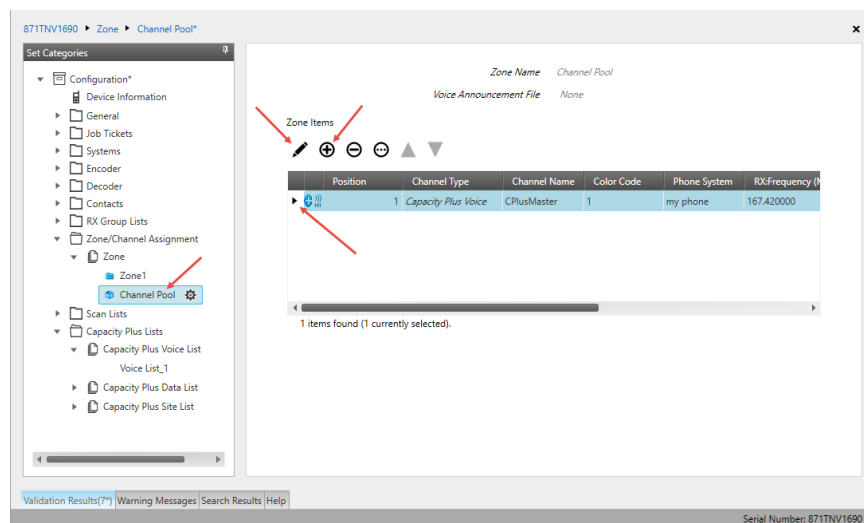 871TNV1690 Zone Channel Pool*
Set Categories
Configuration*
Device Information
General
Job Tickets
Systems
Encoder
Decoder
Contacts
RX Group Lists
Zone/Channel Assignment
Zone
Zone1
Channel Pool
Scan Lists
Capacity Plus Lists
Capacity Plus Voice List
Voice List_1
Capacity Plus Data List
Capacity Plus Site List
Zone Name Channel Pool
Voice Announcement File None
Zone Items
Position Channel Type Channel Name Color Code Phone System RX:Frequency (M
1 Capacity Plus Voice CPlusMaster 1 my phone 167.420000
1 items found (1 currently selected).
Validation Results(7*) Warning Messages Search Results Help
Serial Number: 871TNV1690